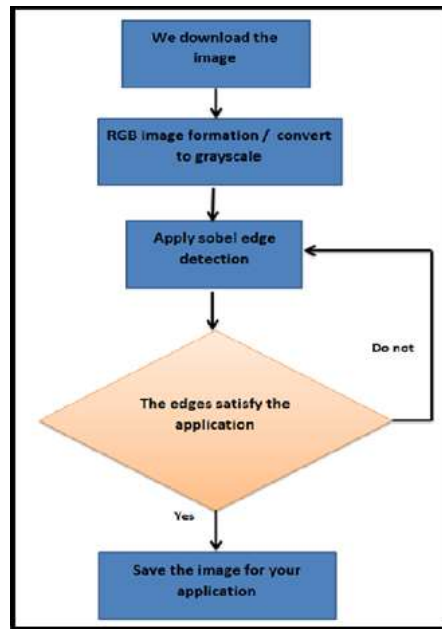 We download the
image
RGB image formation / convert
to grayscale
Apply sobel edge
detection
Do not
The edges satisfy the
application
Yes
Save the image for your
application